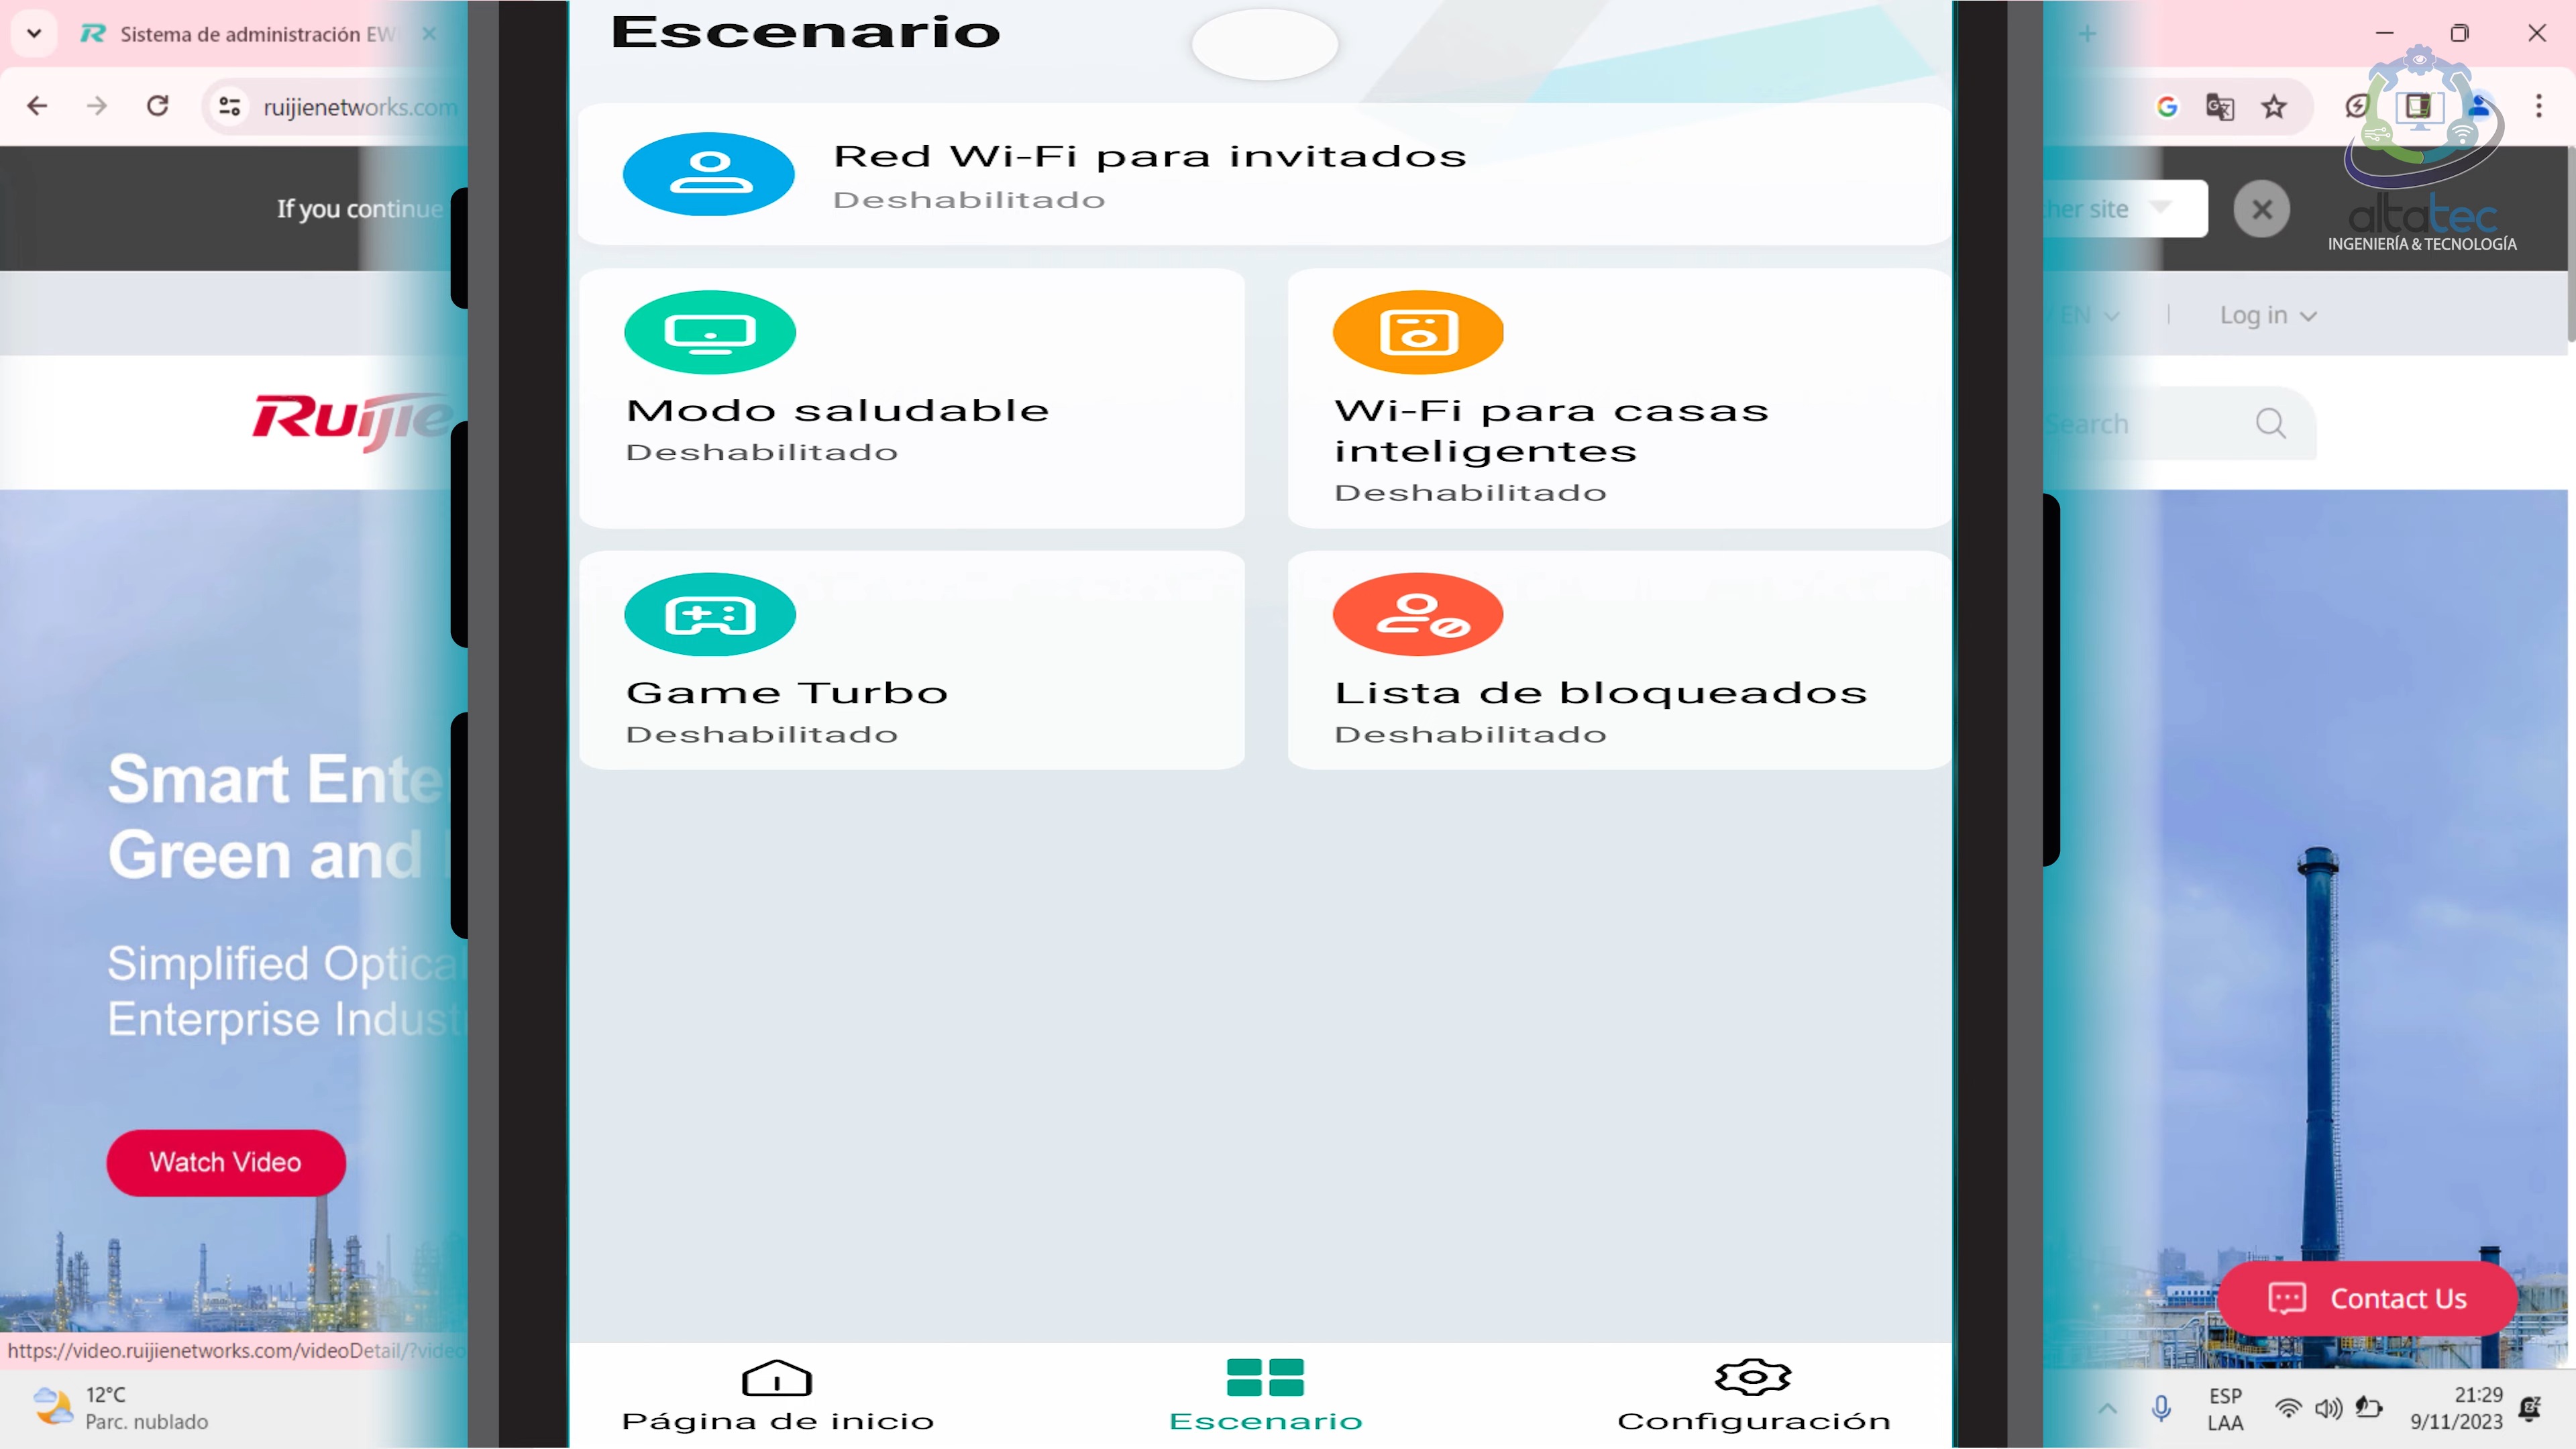 Sistema de administración EW
ruijienetworks.com
If you continue
her site
EN
Log in
Ruijie
Search
Smart Ente
Green and
Simplified Optical
Enterprise Indust
Watch Video
https://video.ruijienetworks.com/videoDetail/?video
12°C
Parc. nublado
Escenario
Red Wi-Fi para invitados
Deshabilitado
Modo saludable
Deshabilitado
Wi-Fi para casas
inteligentes
Deshabilitado
Game Turbo
Deshabilitado
Lista de bloqueados
Deshabilitado
Página de inicio
Escenario
Configuración
altatec
INGENIERÍA & TECNOLOGÍA
Contact Us
ESP
LAA
21:29
9/11/2023